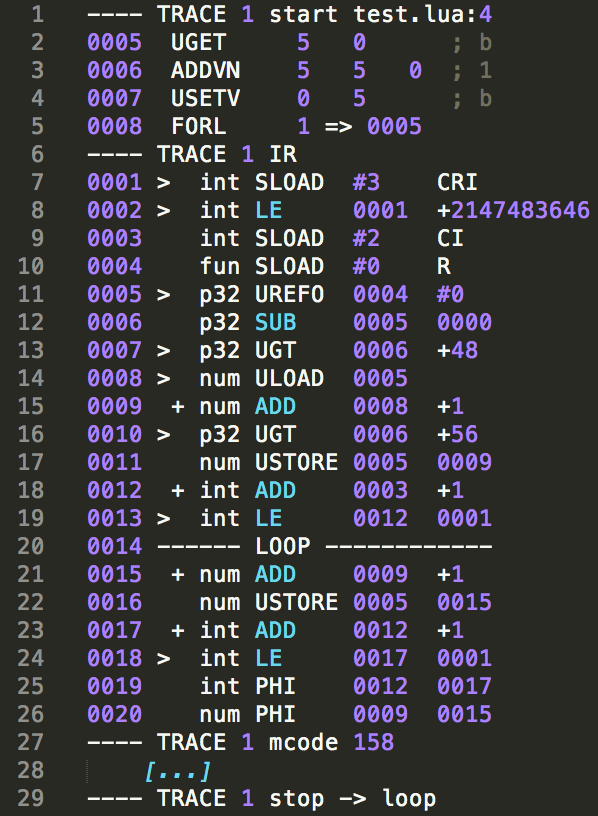 1 ---- TRACE 1 start test.lua:4
2 0005 UGET 5 0 ; b
3 0006 ADDVN 5 5 0 ; 1
4 0007 USETV 0 5 ; b
5 0008 FORL 1 => 0005
6 ---- TRACE 1 IR
7 0001 > int SLOAD #3 CRI
8 0002 > int LE 0001 +2147483646
9 0003 int SLOAD #2 CI
10 0004 fun SLOAD #0 R
11 0005 > p32 UREFO 0004 #0
12 0006 p32 SUB 0005 0000
13 0007 > p32 UGT 0006 +48
14 0008 > num ULOAD 0005
15 0009 + num ADD 0008 +1
16 0010 > p32 UGT 0006 +56
17 0011 num USTORE 0005 0009
18 0012 + int ADD 0003 +1
19 0013 > int LE 0012 0001
20 0014 ------ LOOP ------------
21 0015 + num ADD 0009 +1
22 0016 num USTORE 0005 0015
23 0017 + int ADD 0012 +1
24 0018 > int LE 0017 0001
25 0019 int PHI 0012 0017
26 0020 num PHI 0009 0015
27 ---- TRACE 1 mcode 158
28 [...]
29 ---- TRACE 1 stop -> loop